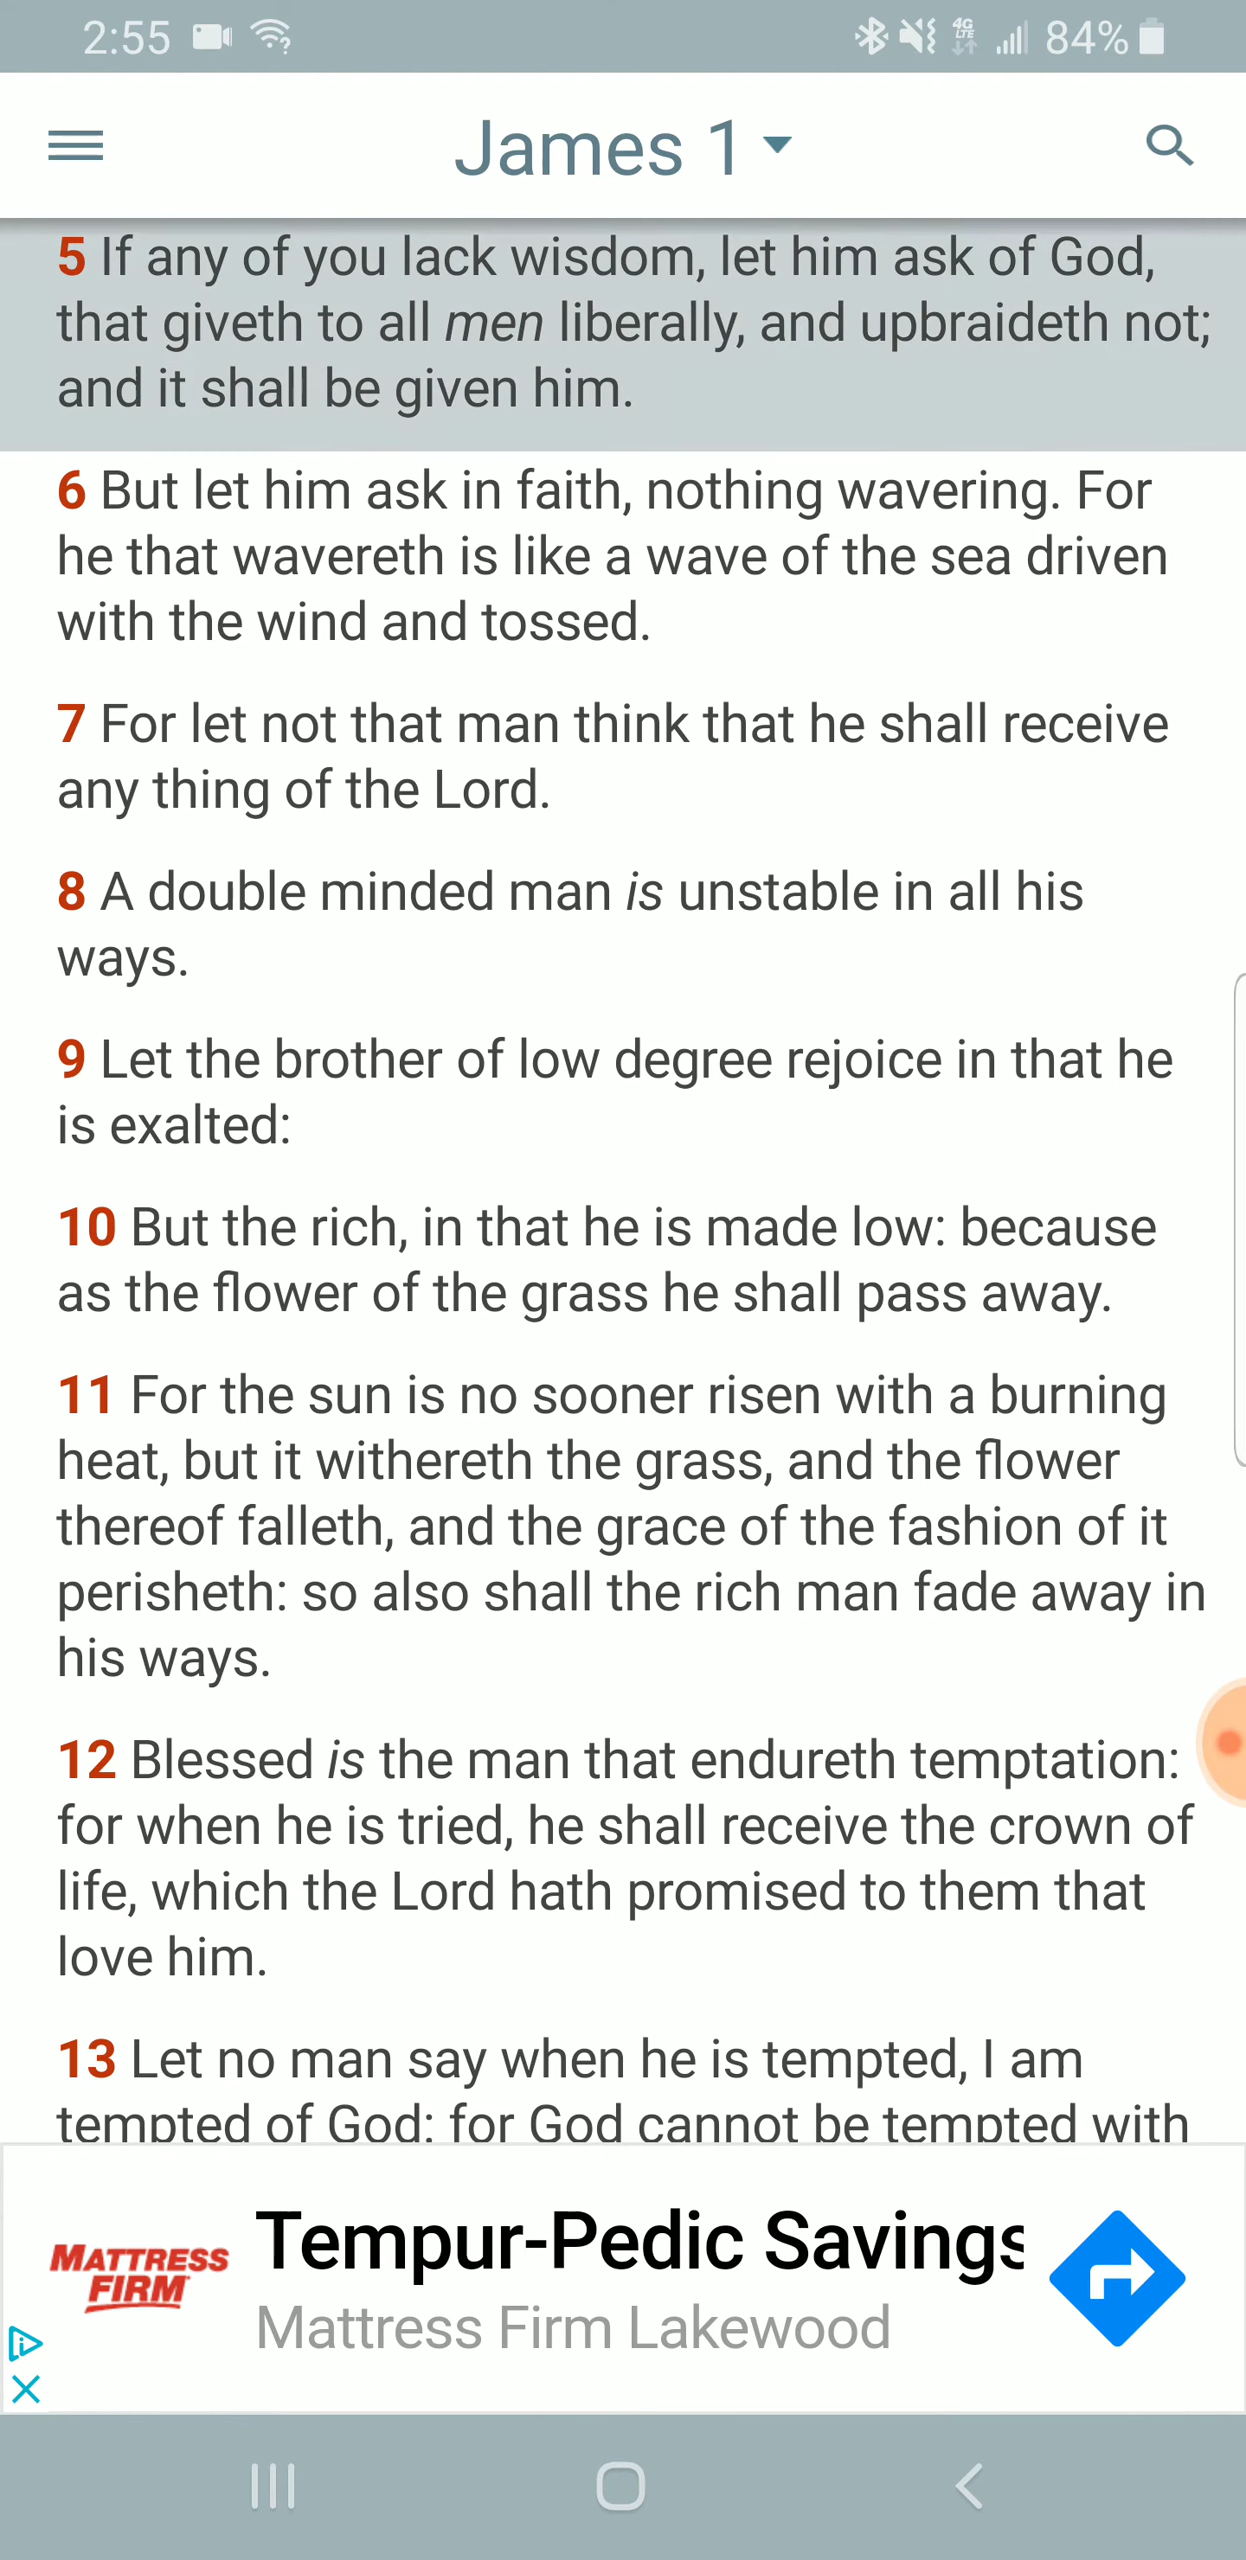 2:55 4G LTE 84%
James 1
5 If any of you lack wisdom, let him ask of God,
that giveth to all men liberally, and upbraideth not;
and it shall be given him.
6 But let him ask in faith, nothing wavering. For
he that wavereth is like a wave of the sea driven
with the wind and tossed.
7 For let not that man think that he shall receive
any thing of the Lord.
8 A double minded man is unstable in all his
ways.
9 Let the brother of low degree rejoice in that he
is exalted:
10 But the rich, in that he is made low: because
as the flower of the grass he shall pass away.
11 For the sun is no sooner risen with a burning
heat, but it withereth the grass, and the flower
thereof falleth, and the grace of the fashion of it
perisheth: so also shall the rich man fade away in
his ways.
12 Blessed is the man that endureth temptation:
for when he is tried, he shall receive the crown of
life, which the Lord hath promised to them that
love him.
13 Let no man say when he is tempted, I am
tempted of God: for God cannot be tempted with
MATTRESS
FIRM
Tempur-Pedic Savings
Mattress Firm Lakewood